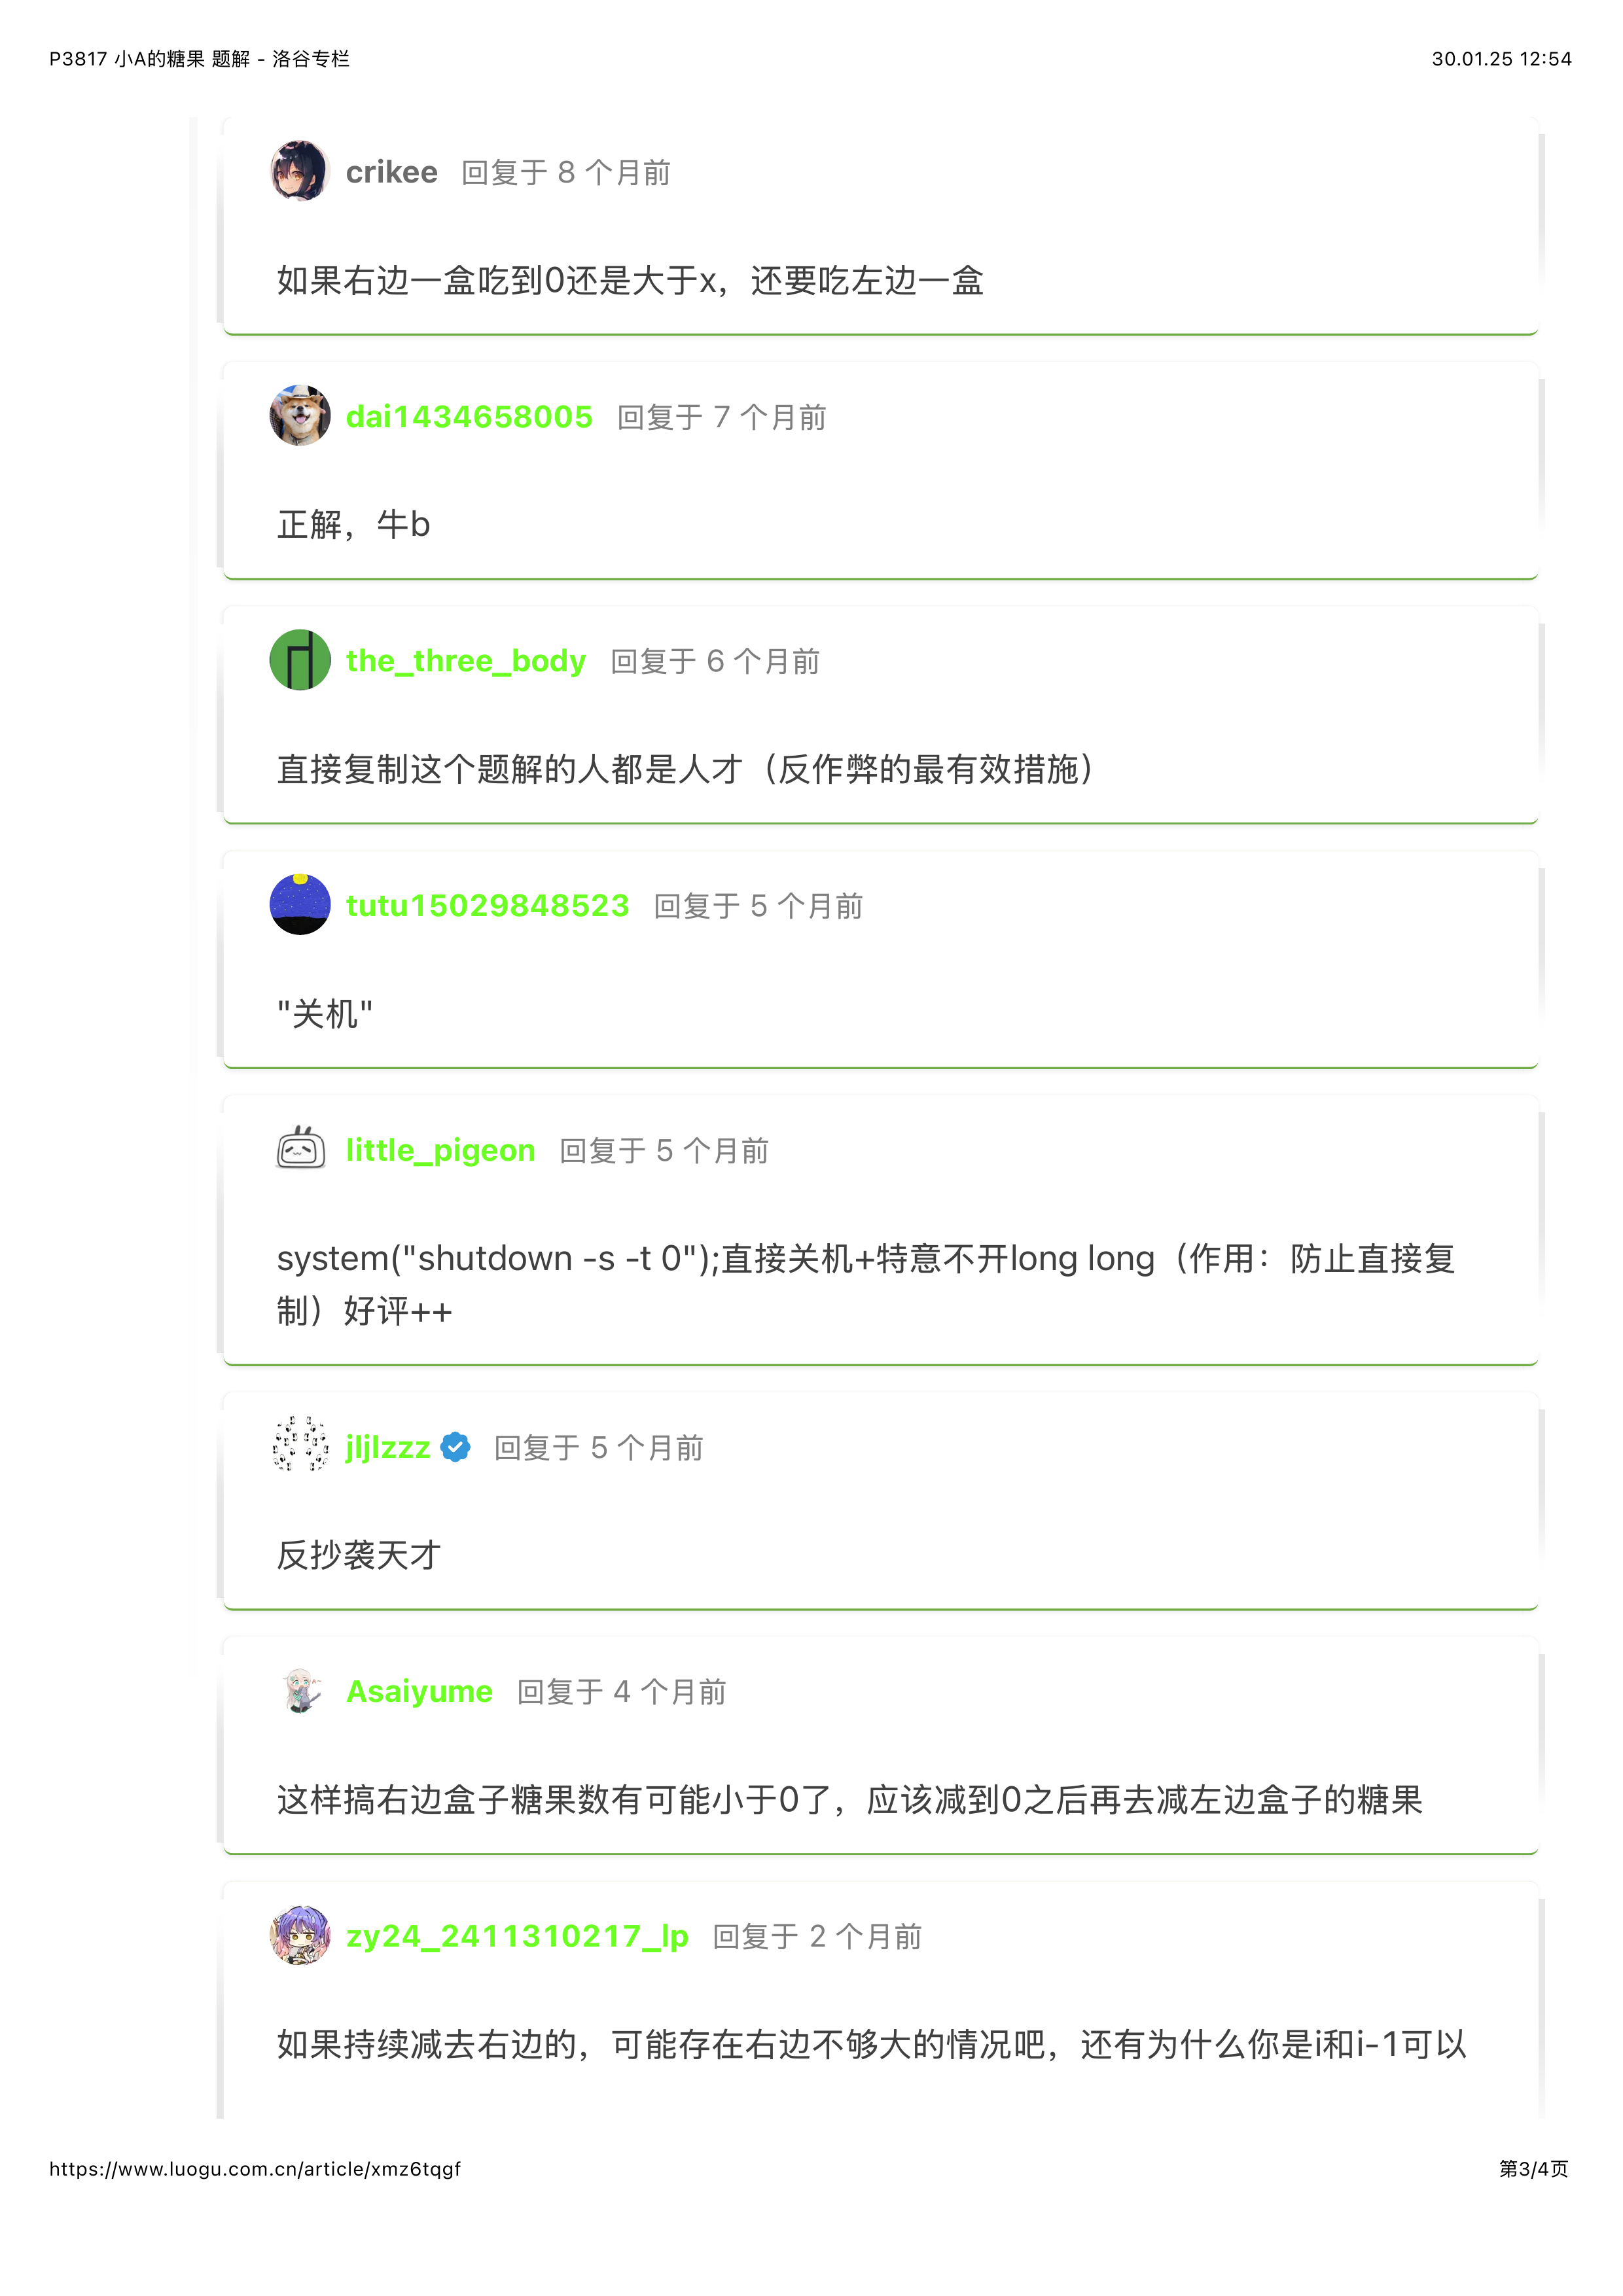 P3817 小A的糖果 题解 - 洛谷专栏
30.01.25 12:54
crikee 回复于 8 个月前
如果右边一盒吃到0还是大于x，还要吃左边一盒
dai1434658005 回复于 7 个月前
正解，牛b
the_three_body 回复于 6 个月前
直接复制这个题解的人都是人才（反作弊的最有效措施）
tutu15029848523 回复于 5 个月前
"关机"
little_pigeon 回复于 5 个月前
system("shutdown -s -t 0");直接关机+特意不开long long（作用：防止直接复
制）好评++
jljlzzz 回复于 5 个月前
反抄袭天才
Asaiyume 回复于 4 个月前
这样搞右边盒子糖果数有可能小于0了，应该减到0之后再去减左边盒子的糖果
zy24_2411310217_lp 回复于 2 个月前
如果持续减去右边的，可能存在右边不够大的情况吧，还有为什么你是i和i-1可以
https://www.luogu.com.cn/article/xmz6tqgf
第3/4页